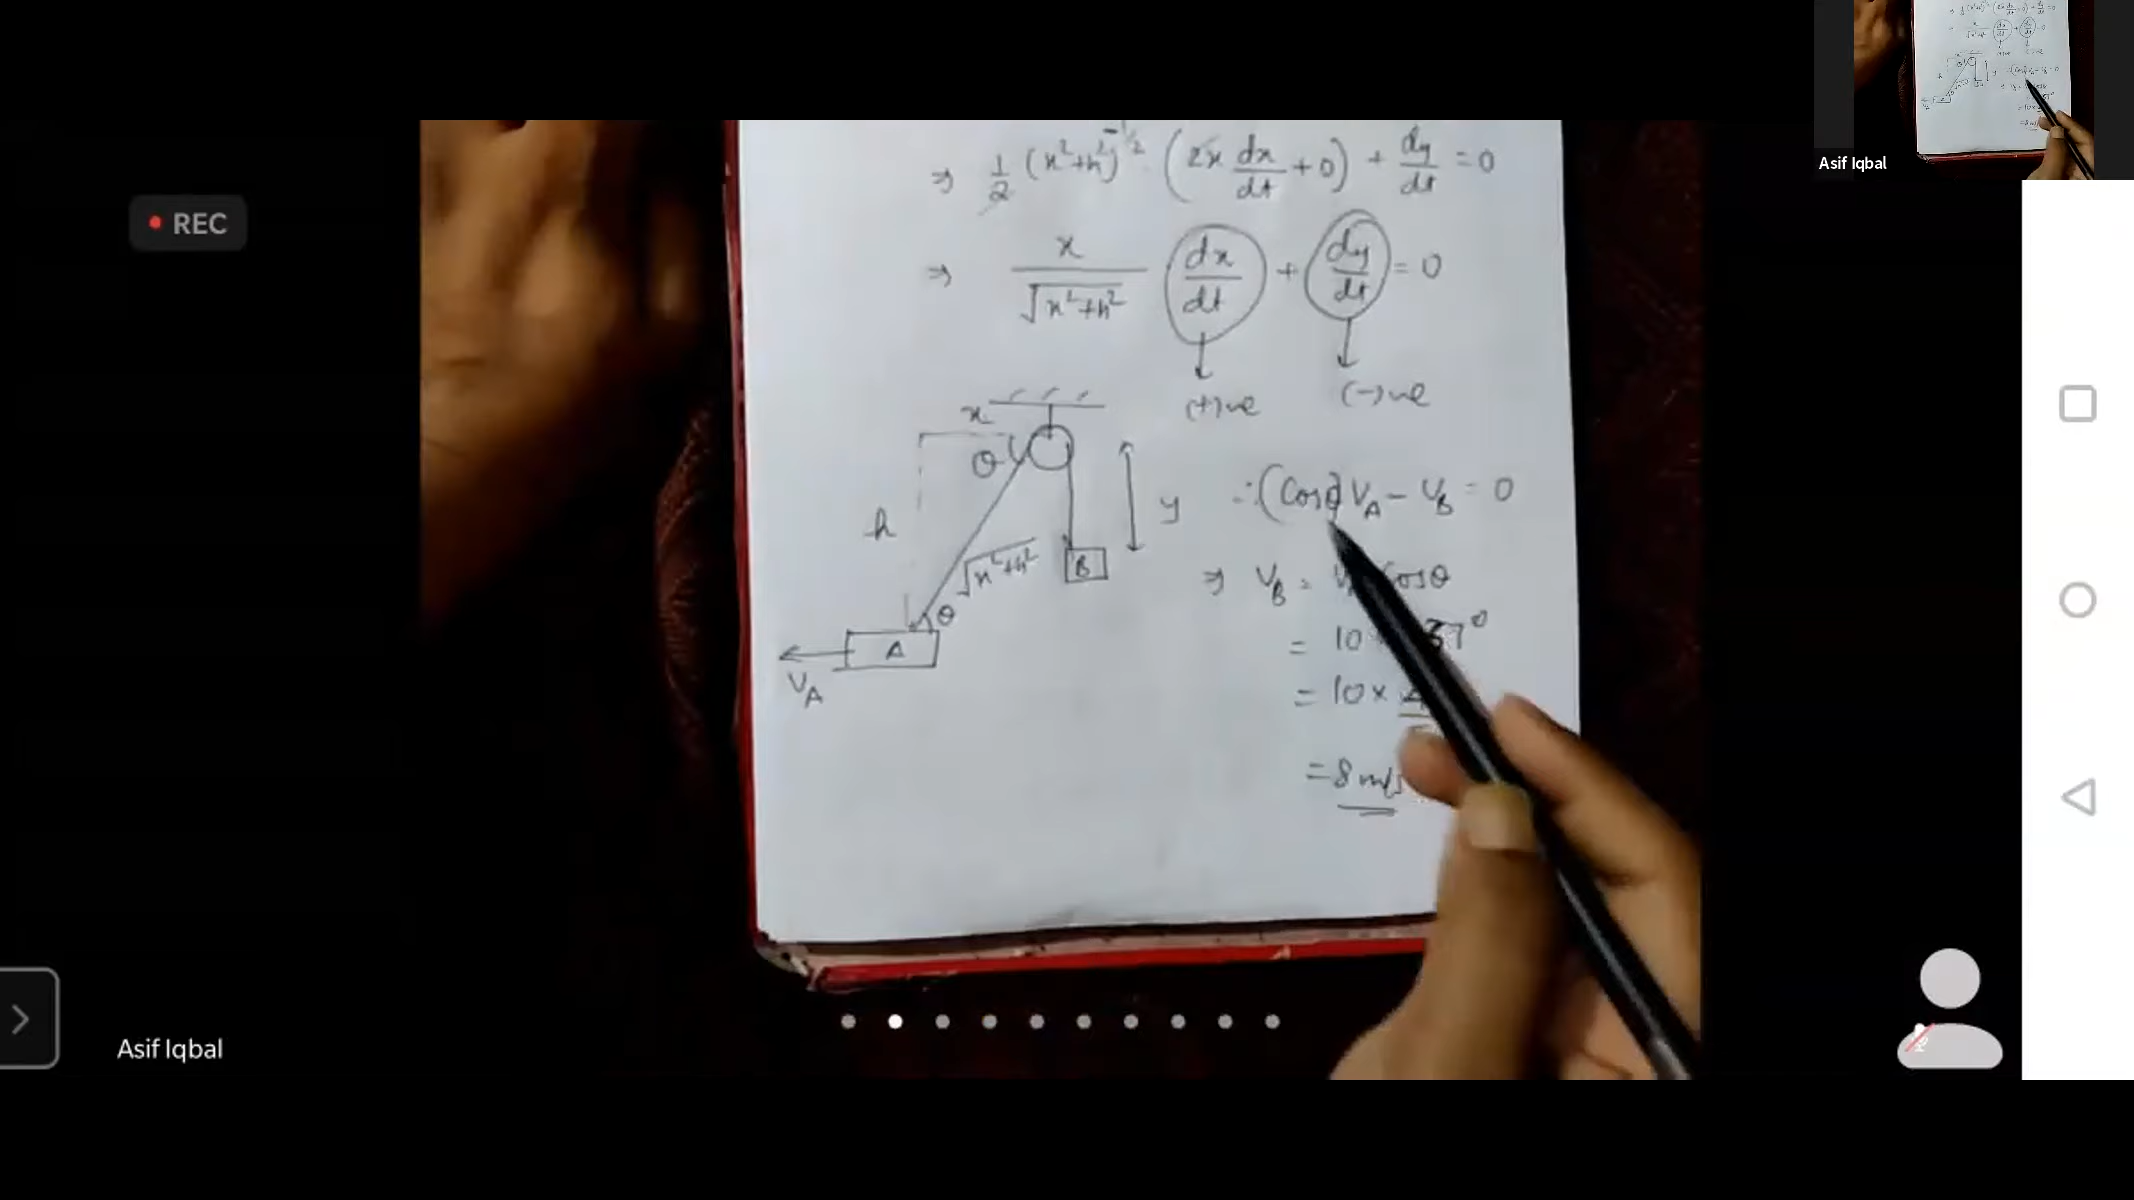 ⇒ 1/2 (x²+h²)^-1/2 (2x dx/dt + 0) + dy/dt = 0
⇒ x/√x²+h² dx/dt + dy/dt = 0
(+)ve (-)ve
x
θ
h
y
√x²+h²
B
θ
A
V_A
∴ (Cosθ) V_A - V_B = 0
⇒ V_B = V Cosθ
= 10 37°
= 10 ×
= 8 m/s
REC
Asif Iqbal
Asif Iqbal